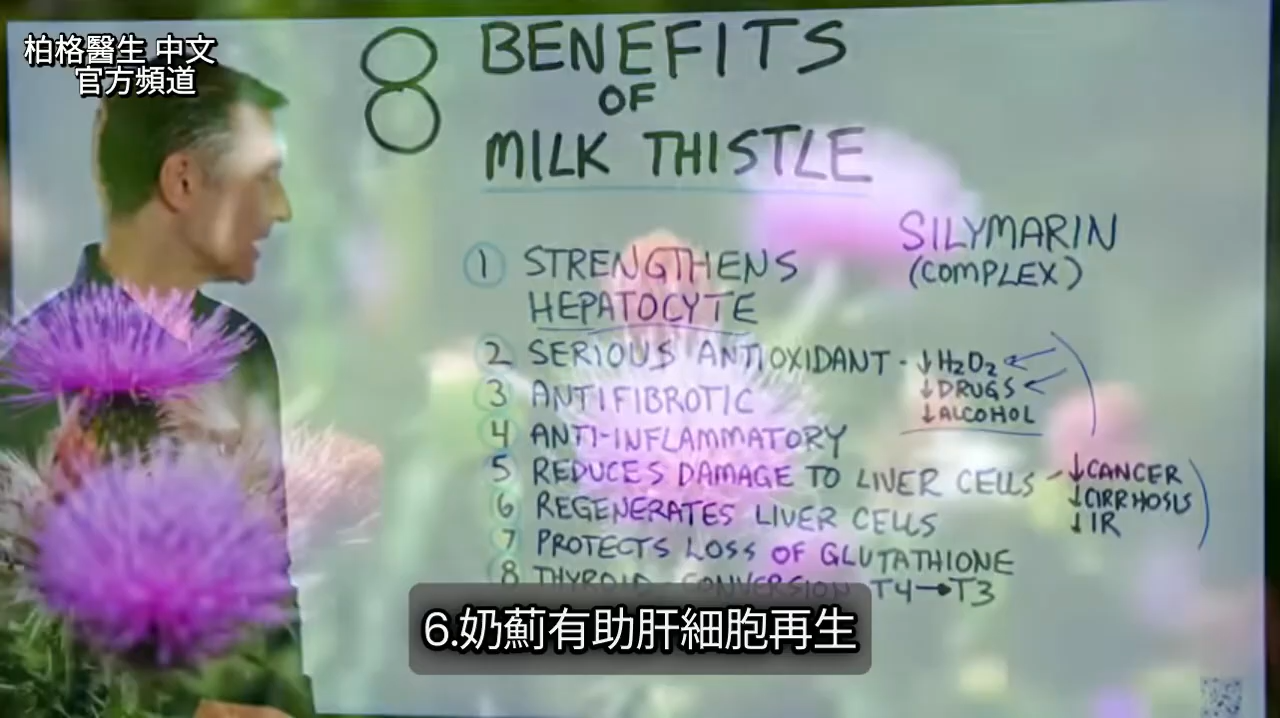 柏格醫生 中文
官方頻道
8 BENEFITS
OF
MILK THISTLE
SILYMARIN
(COMPLEX)
① STRENGTHENS
HEPATOCYTE
2 SERIOUS ANTIOXIDANT - ↓H₂O₂
↓DRUGS
↓ALCOHOL
3 ANTIFIBROTIC
4 ANTI-INFLAMMATORY
5 REDUCES DAMAGE TO LIVER CELLS - ↓CANCER
↓CIRRHOSIS
↓IR
6 REGENERATES LIVER CELLS
7 PROTECTS LOSS OF GLUTATHIONE
8 THYROID CONVERSION T4→T3
6.奶薊有助肝細胞再生